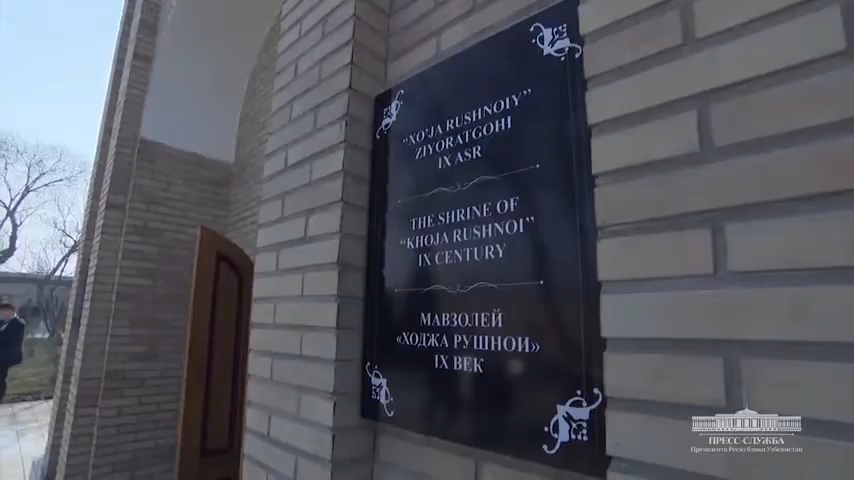 “XO‘JA RUSHNOIY”
ZIYORATGOHI
IX ASR
THE SHRINE OF
“KHOJA RUSHNOI”
IX CENTURY
МАВЗОЛЕЙ
«ХОДЖА РУШНОИ»
IX ВЕК
ПРЕСС-СЛУЖБА
Президента Республики Узбекистан